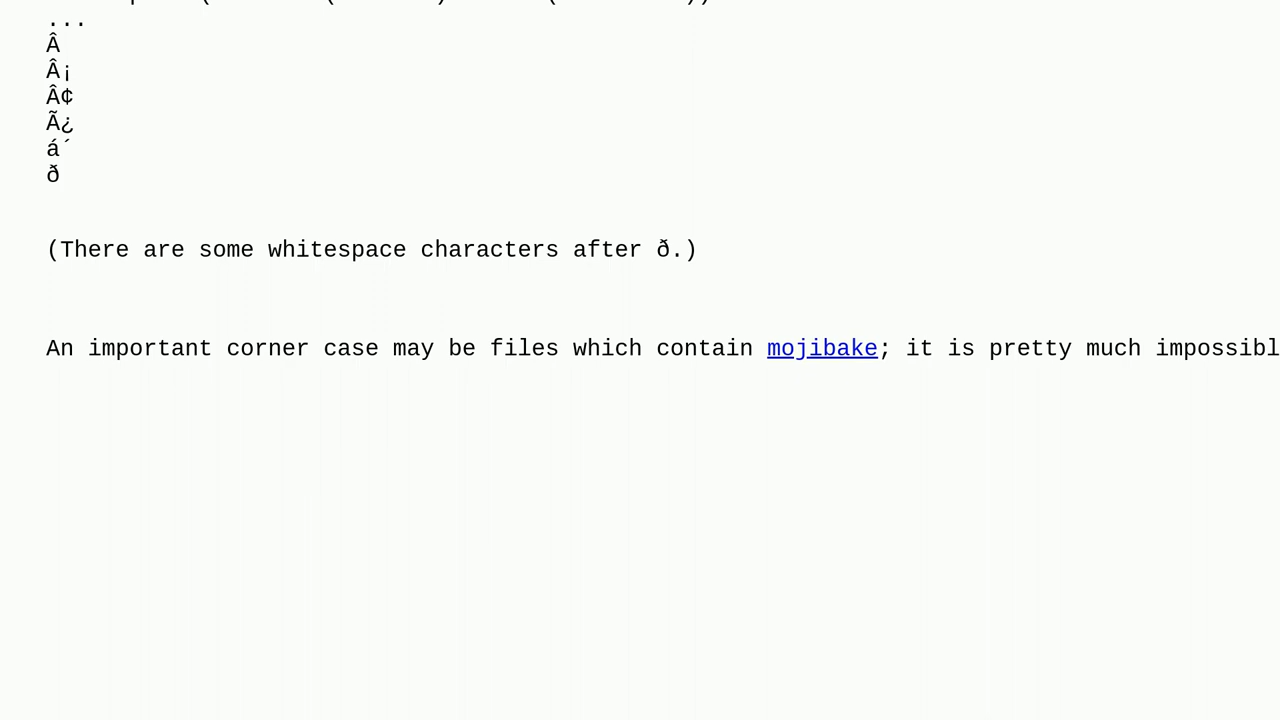 ...
Â
Â¡
Â¢
Ã¿
á´
ð
(There are some whitespace characters after ð.)
An important corner case may be files which contain mojibake; it is pretty much